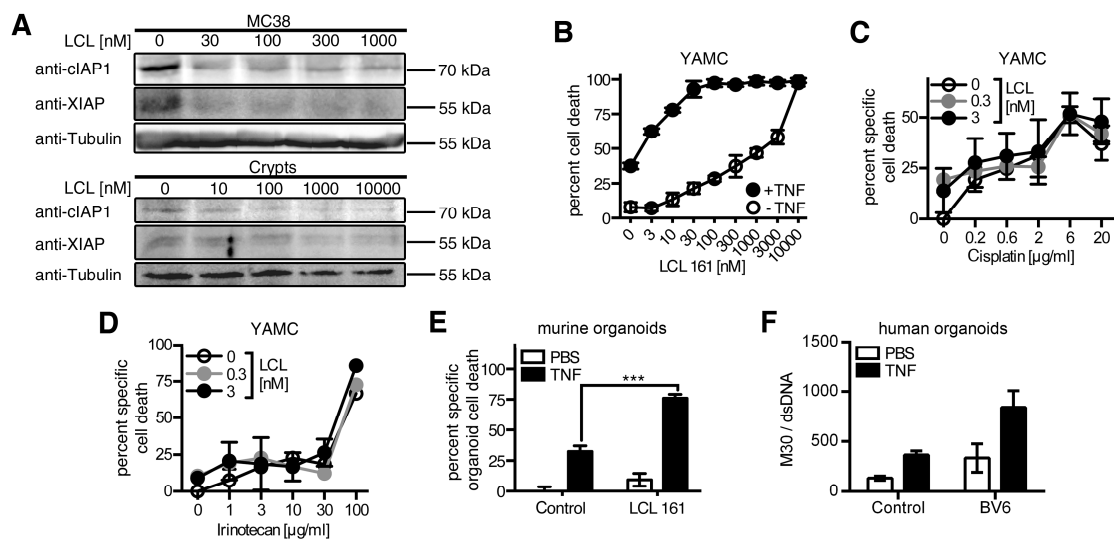 A
MC38
LCL [nM] 0 30 100 300 1000
anti-cIAP1 70 kDa
anti-XIAP 55 kDa
anti-Tubulin 55 kDa
Crypts
LCL [nM] 0 10 100 1000 10000
anti-cIAP1 70 kDa
anti-XIAP 55 kDa
anti-Tubulin 55 kDa
B
YAMC
percent cell death
100
75
50
25
0
+TNF
-TNF
0 3 10 30 100 300 1000 3000 10000
LCL 161 [nM]
C
YAMC
percent specific
cell death
50
25
0
0
0.3
3
LCL
[nM]
0 0.2 0.6 2 6 20
Cisplatin [µg/ml]
D
YAMC
percent specific
cell death
100
75
50
25
0
0
0.3
3
LCL
[nM]
0 1 3 10 30 100
Irinotecan [µg/ml]
E
murine organoids
percent specific
organoid cell death
100
75
50
25
0
PBS
TNF
***
Control LCL 161
F
human organoids
M30 / dsDNA
1500
1000
500
0
PBS
TNF
Control BV6